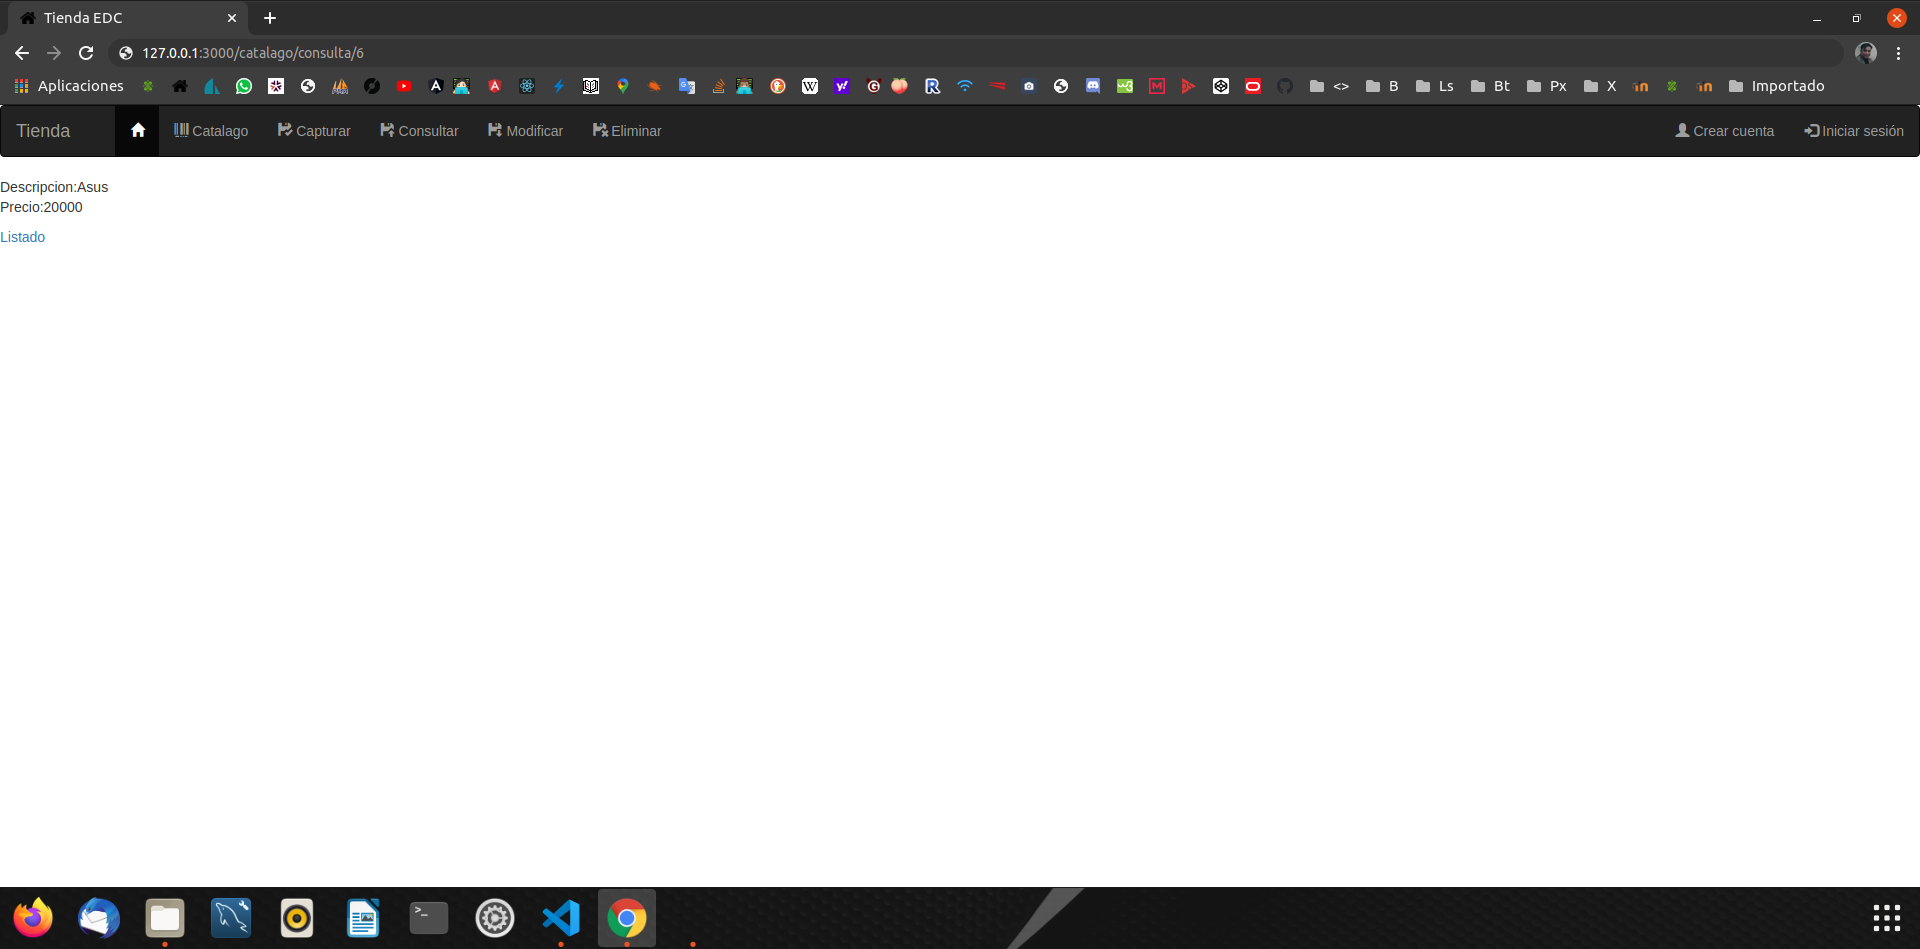 Tienda EDC
127.0.0.1:3000/catalago/consulta/6
Aplicaciones <> B Ls Bt Px X Importado
Tienda Catalago Capturar Consultar Modificar Eliminar Crear cuenta Iniciar sesión
Descripcion:Asus
Precio:20000
Listado